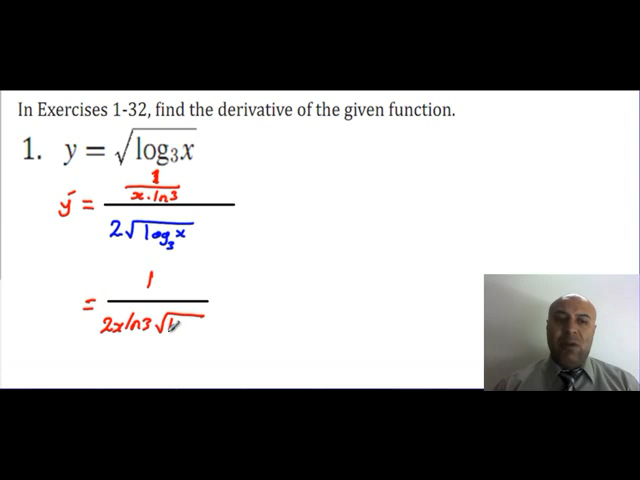 In Exercises 1-32, find the derivative of the given function.
1. y = √log₃x
y' = (1/(x·ln3))/(2√log₃x)
= 1/(2x ln3 √l